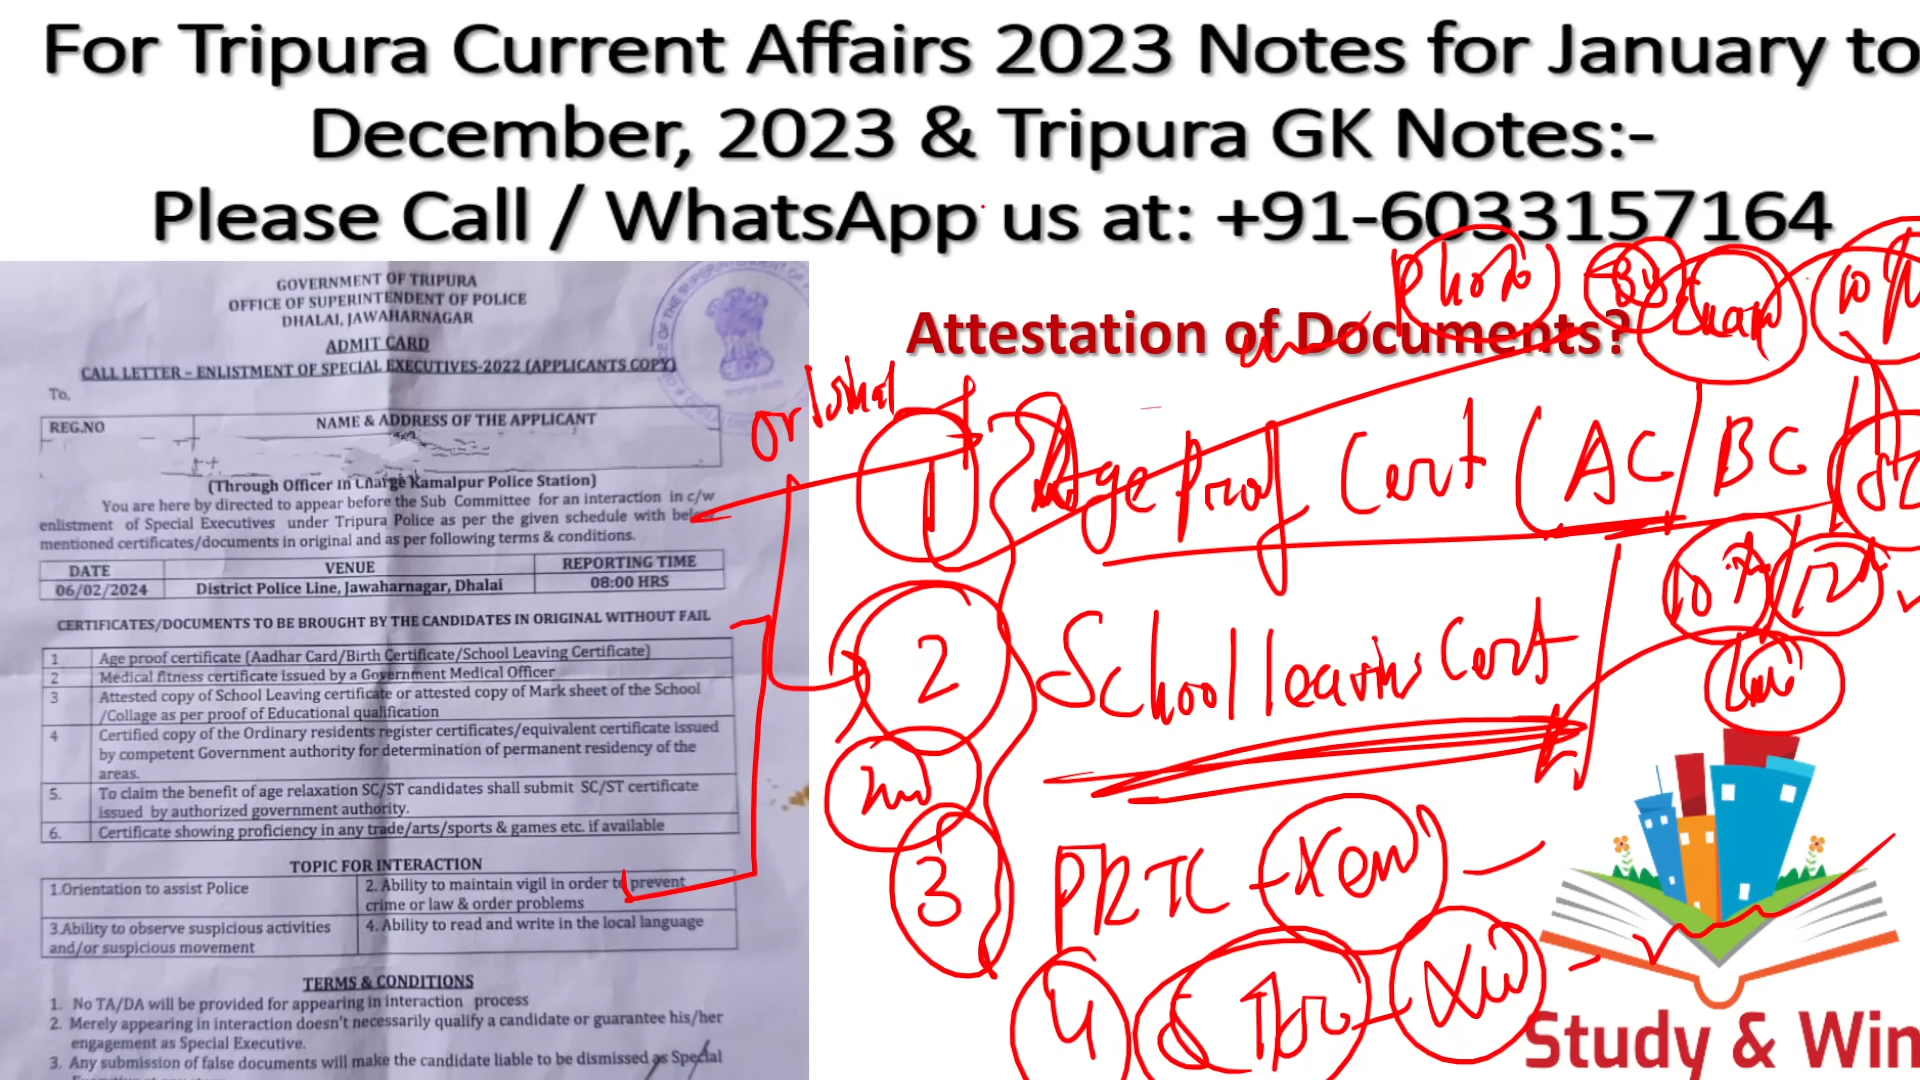 For Tripura Current Affairs 2023 Notes for January to
December, 2023 & Tripura GK Notes:-
Please Call / WhatsApp us at: +91-6033157164
GOVERNMENT OF TRIPURA
OFFICE OF SUPERINTENDENT OF POLICE
DHALAI, JAWAHARNAGAR
ADMIT CARD
CALL LETTER – ENLISTMENT OF SPECIAL EXECUTIVES-2022 (APPLICANTS COPY)
To,
REG.NO NAME & ADDRESS OF THE APPLICANT
(Through Officer in Charge Kamalpur Police Station)
You are here by directed to appear before the Sub Committee for an interaction in c/w
enlistment of Special Executives under Tripura Police as per the given schedule with below
mentioned certificates/documents in original and as per following terms & conditions.
DATE VENUE REPORTING TIME
06/02/2024 District Police Line, Jawaharnagar, Dhalai 08:00 HRS
CERTIFICATES/DOCUMENTS TO BE BROUGHT BY THE CANDIDATES IN ORIGINAL WITHOUT FAIL
1 Age proof certificate (Aadhar Card/Birth Certificate/School Leaving Certificate)
2 Medical fitness certificate issued by a Government Medical Officer
3 Attested copy of School Leaving certificate or attested copy of Mark sheet of the School
/Collage as per proof of Educational qualification
4 Certified copy of the Ordinary residents register certificates/equivalent certificate issued
by competent Government authority for determination of permanent residency of the
areas.
5. To claim the benefit of age relaxation SC/ST candidates shall submit SC/ST certificate
issued by authorized government authority.
6. Certificate showing proficiency in any trade/arts/sports & games etc. if available
TOPIC FOR INTERACTION
1.Orientation to assist Police
2. Ability to maintain vigil in order to prevent
crime or law & order problems
3.Ability to observe suspicious activities
and/or suspicious movement
4. Ability to read and write in the local language
TERMS & CONDITIONS
1. No TA/DA will be provided for appearing in interaction process
2. Merely appearing in interaction doesn't necessarily qualify a candidate or guarantee his/her
engagement as Special Executive.
3. Any submission of false documents will make the candidate liable to be dismissed as Special
Attestation of Documents?
Photo
1 Age Proof Cert (AC/BC/
2 School leaving Cert
10th/12th
3 PRTC - Xerox
4
Study & Win